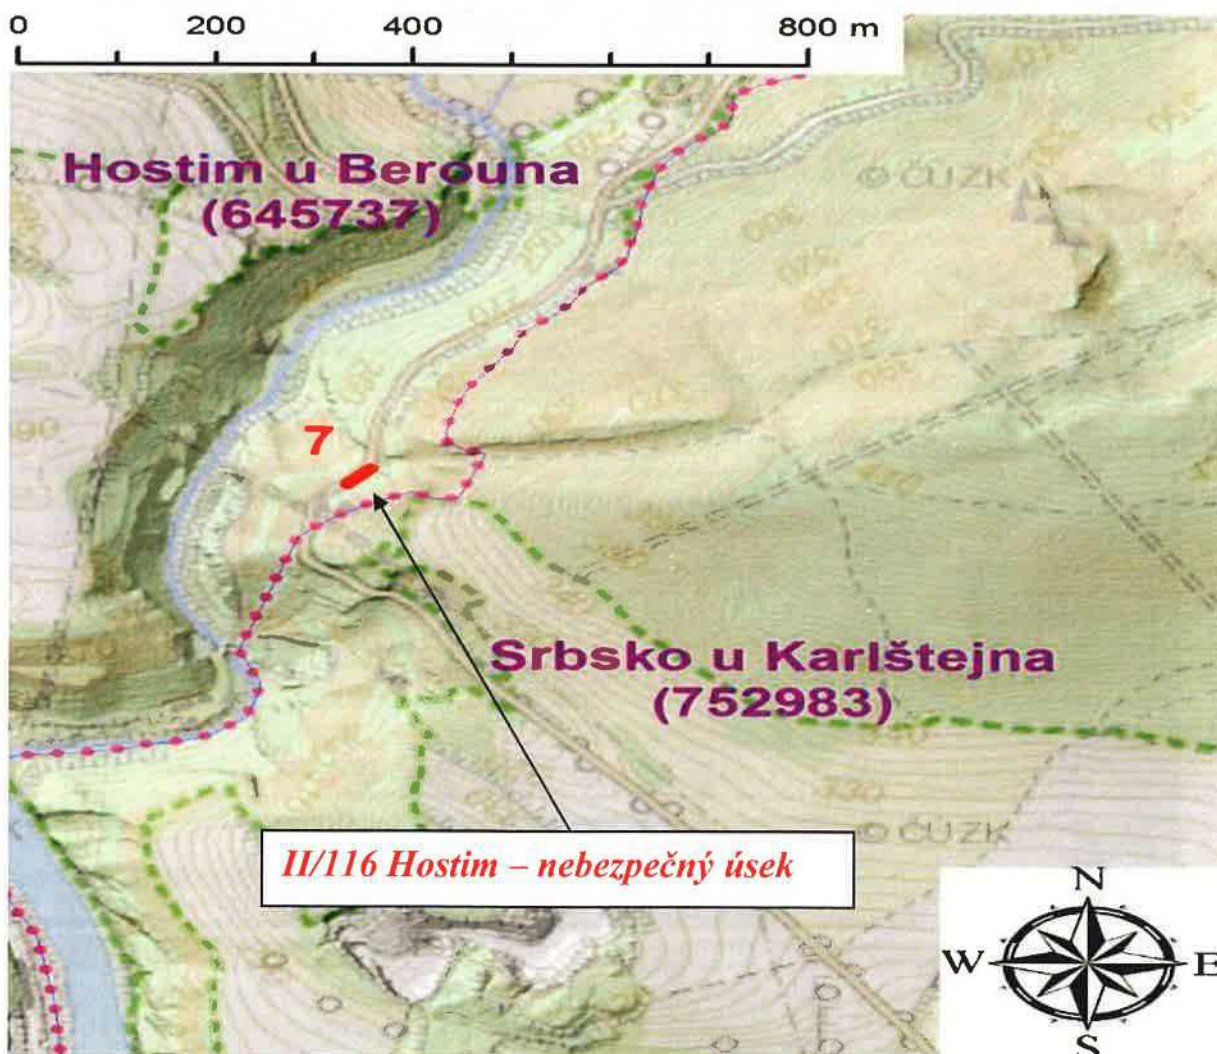 0 200 400 800 m
Hostim u Berouna
(645737)
© ČÚZK
7
Srbsko u Karlštejna
(752983)
© ČÚZK
II/116 Hostim – nebezpečný úsek
N
W E
S